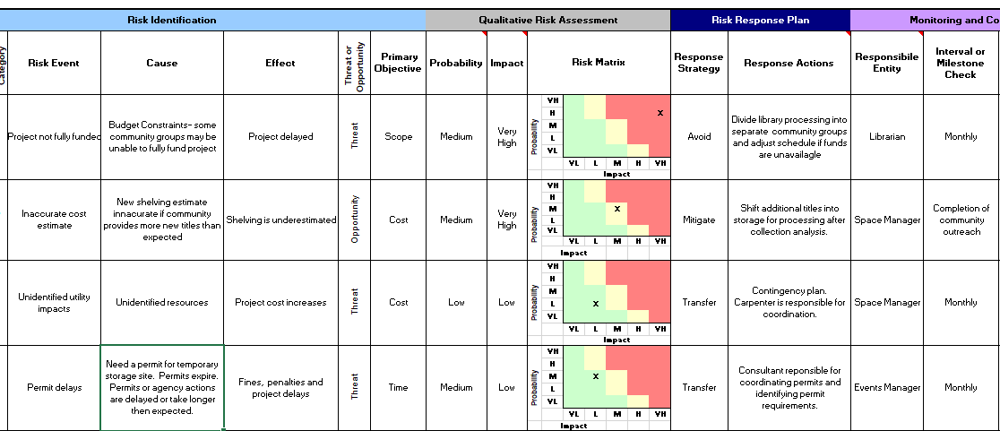 Risk Identification
Qualitative Risk Assessment
Risk Response Plan
Monitoring and Co
Category
Risk Event
Cause
Effect
Threat or
Opportunity
Primary
Objective
Probability
Impact
Risk Matrix
Response
Strategy
Response Actions
Responsibile
Entity
Interval or
Milestone
Check
Project not fully funded
Budget Constraints- some
community groups may be
unable to fully fund project
Project delayed
Threat
Scope
Medium
Very
High
Probability
VH
H X
M
L
VL
VL L M H VH
Impact
Avoid
Divide library processing into
separate community groups
and adjust schedule if funds
are unavailagle
Librarian
Monthly
Inaccurate cost
estimate
New shelving estimate
innacurate if community
provides more new titles than
expected
Shelving is underestimated
Opportunity
Cost
Medium
Very
High
Probability
VH
H
M X
L
VL
VL L M H VH
Impact
Mitigate
Shift additional titles into
storage for processing after
collection analysis.
Space Manager
Completion of
community
outreach
Unidentified utility
impacts
Unidentified resources
Project cost increases
Threat
Cost
Low
Low
Probability
VH
H
M
L X
VL
VL L M H VH
Impact
Transfer
Contingency plan.
Carpenter is responsible for
coordination.
Space Manager
Monthly
Permit delays
Need a permit for temporary
storage site. Permits expire.
Permits or agency actions
are delayed or take longer
then expected.
Fines, penalties and
project delays
Threat
Time
Medium
Low
Probability
VH
H
M X
L
VL
VL L M H VH
Impact
Transfer
Consultant reponsible for
coordinating permits and
identifying permit
requirements.
Events Manager
Monthly